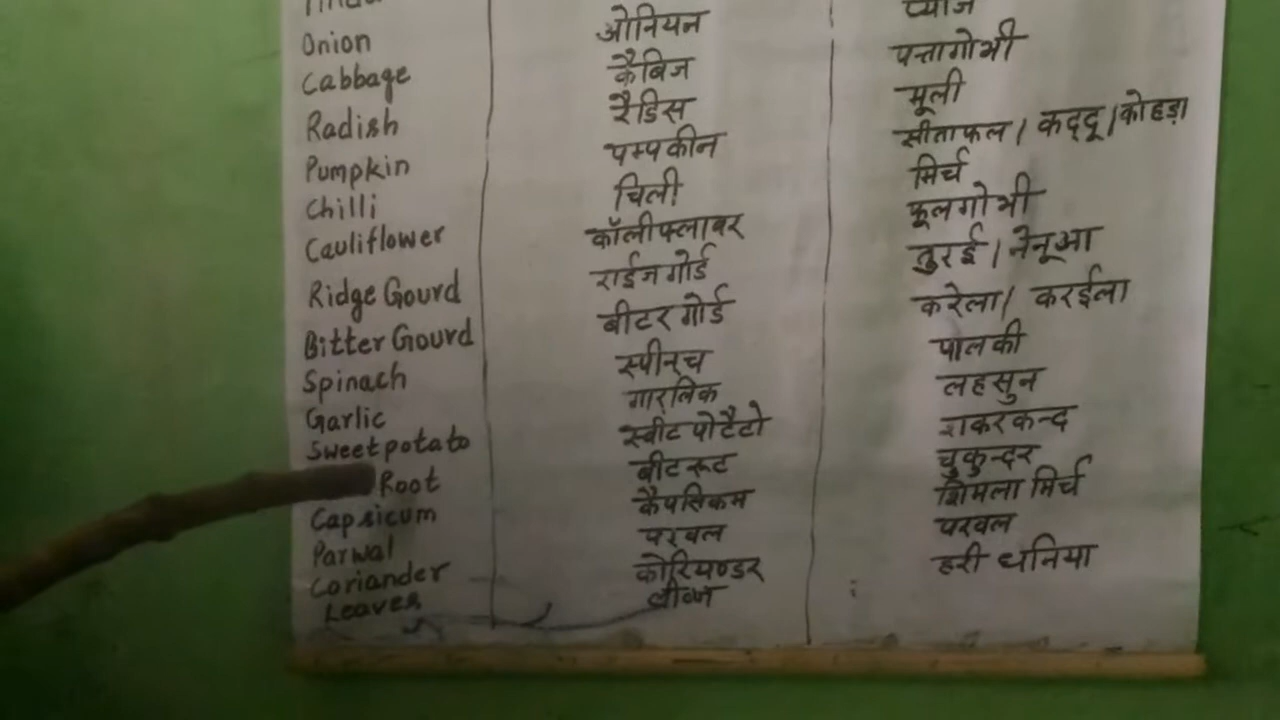 Onion ओनियन प्याज
Cabbage कैबिज पत्तागोभी
Radish रैडिस मूली
Pumpkin पम्पकीन सीताफल / कद्दू / कोहड़ा
Chilli चिली मिर्च
Cauliflower कॉलीफ्लावर फूलगोभी
Ridge Gourd राईज गोर्ड तुरई / नेनूआ
Bitter Gourd बीटर गोर्ड करेला / करईला
Spinach स्पीनच पालकी
Garlic गारलिक लहसुन
Sweetpotato स्वीट पोटैटो शकरकन्द
Root बीट रूट चुकुन्दर
Capsicum कैपसिकम शिमला मिर्च
Parwal परवल परवल
Coriander कोरियण्डर हरी धनिया
Leaves लीव्ज